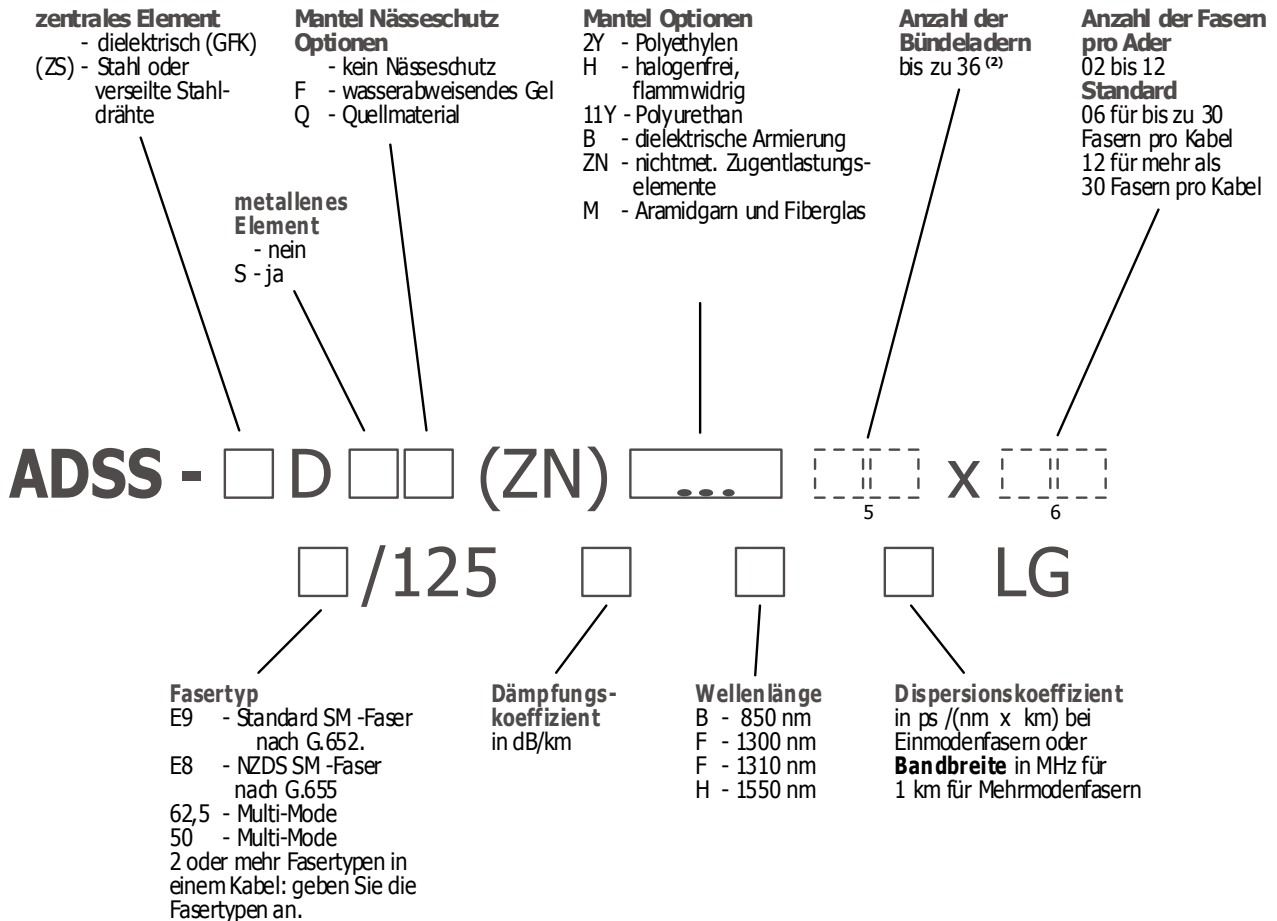 zentrales Element
- dielektrisch (GFK)
(ZS) - Stahl oder
verseilte Stahl-
drähte
Mantel Nässeschutz
Optionen
- kein Nässeschutz
F - wasserabweisendes Gel
Q - Quellmaterial
Mantel Optionen
2Y - Polyethylen
H - halogenfrei,
flammwidrig
11Y - Polyurethan
B - dielektrische Armierung
ZN - nichtmet. Zugentlastungs-
elemente
M - Aramidgarn und Fiberglas
Anzahl der
Bündeladern
bis zu 36 (2)
Anzahl der Fasern
pro Ader
02 bis 12
Standard
06 für bis zu 30
Fasern pro Kabel
12 für mehr als
30 Fasern pro Kabel
metallenes
Element
- nein
S - ja
ADSS - D (ZN) ... x
5 6
/125 LG
Fasertyp
E9 - Standard SM -Faser
nach G.652.
E8 - NZDS SM -Faser
nach G.655
62,5 - Multi-Mode
50 - Multi-Mode
2 oder mehr Fasertypen in
einem Kabel: geben Sie die
Fasertypen an.
Dämpfungs-
koeffizient
in dB/km
Wellenlänge
B - 850 nm
F - 1300 nm
F - 1310 nm
H - 1550 nm
Dispersionskoeffizient
in ps /(nm x km) bei
Einmodenfasern oder
Bandbreite in MHz für
1 km für Mehrmodenfasern